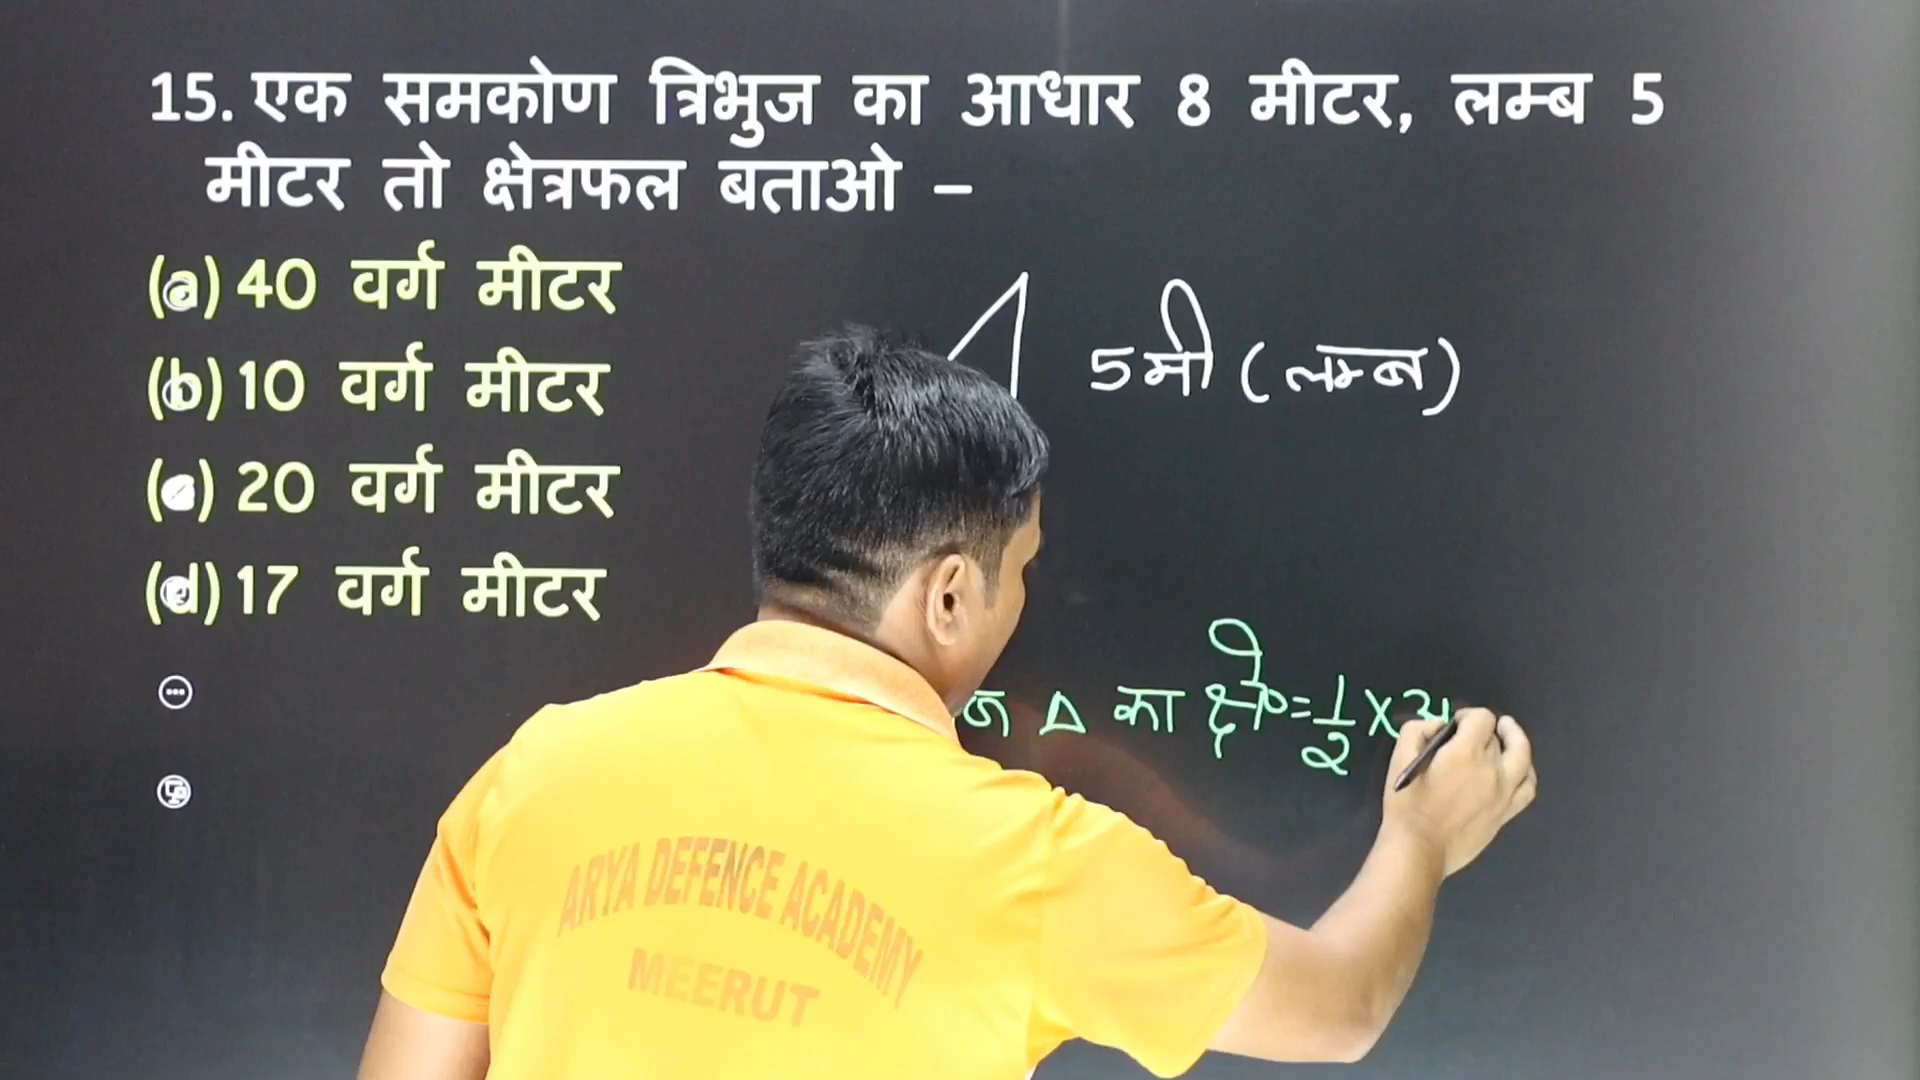 15. एक समकोण त्रिभुज का आधार 8 मीटर, लम्ब 5
मीटर तो क्षेत्रफल बताओ –
(a) 40 वर्ग मीटर
(b) 10 वर्ग मीटर
(c) 20 वर्ग मीटर
(d) 17 वर्ग मीटर
5मी (लम्ब)
Δ का क्षे०=1/2×
ARYA DEFENCE ACADEMY
MEERUT